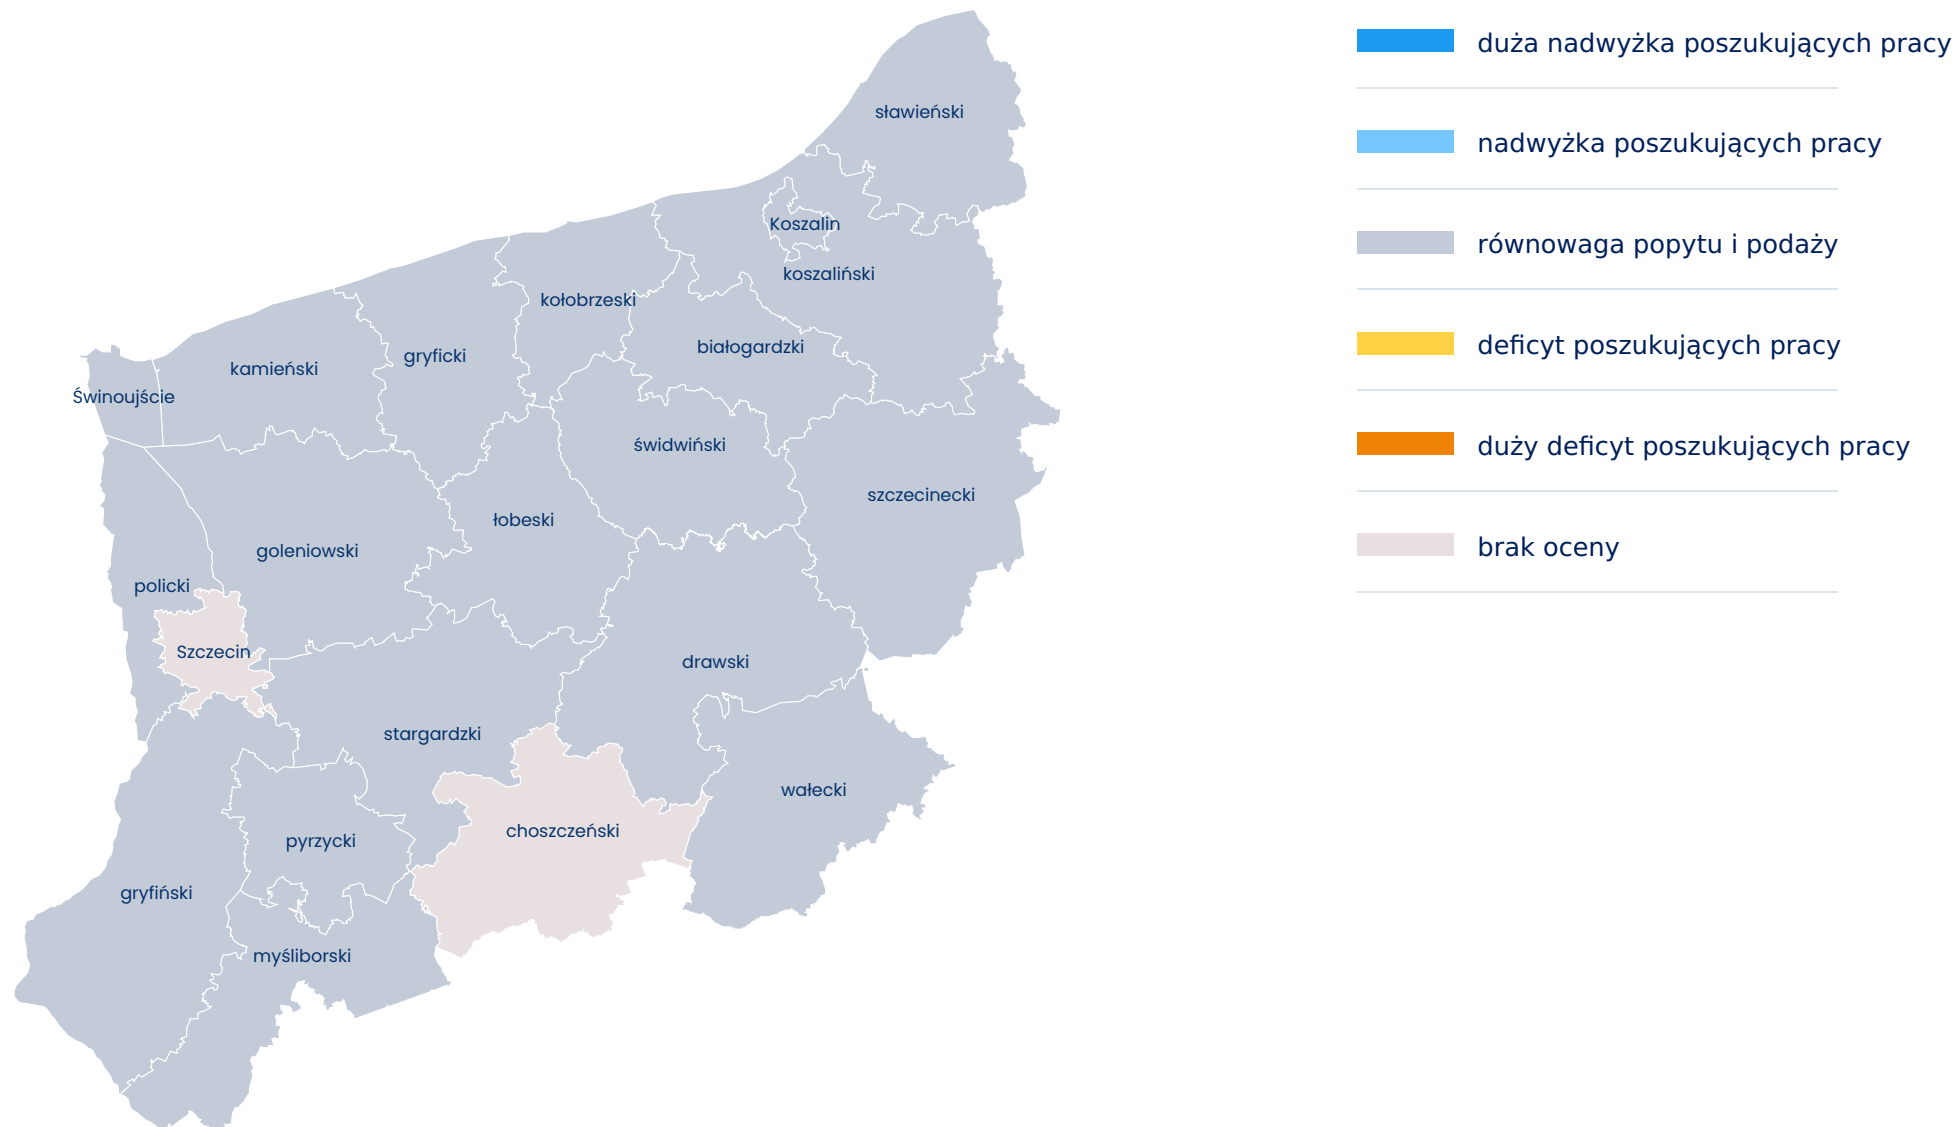 sławieński
Koszalin
koszaliński
kołobrzeski
białogardzki
gryficki
kamieński
Świnoujście
świdwiński
szczecinecki
łobeski
goleniowski
policki
Szczecin
drawski
stargardzki
wałecki
choszczeński
pyrzycki
gryfiński
myśliborski
duża nadwyżka poszukujących pracy
nadwyżka poszukujących pracy
równowaga popytu i podaży
deficyt poszukujących pracy
duży deficyt poszukujących pracy
brak oceny